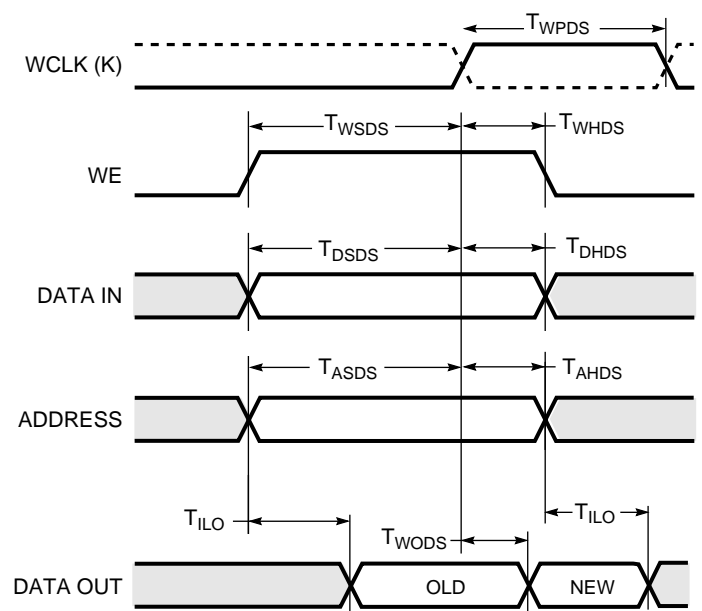 TWPDS
WCLK (K)
TWSDS
TWHDS
WE
TDSDS
TDHDS
DATA IN
TASDS
TAHDS
ADDRESS
TILO
TILO
TWODS
DATA OUT
OLD
NEW